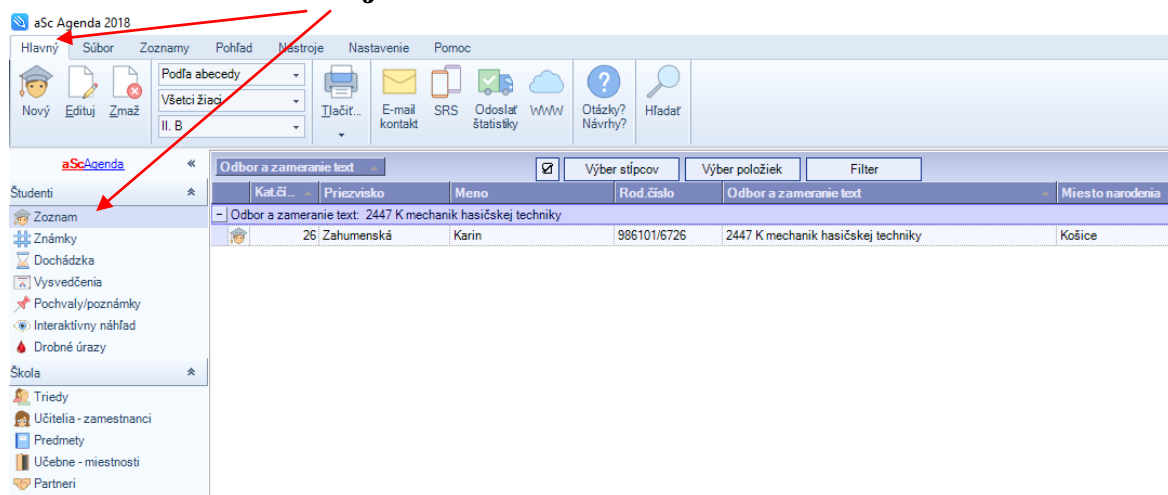 aSc Agenda 2018
Hlavný Súbor Zoznamy Pohľad Nástroje Nastavenie Pomoc
Podľa abecedy
Všetci žiaci
II. B
Nový Edituj Zmaž Tlačiť... E-mail kontakt SRS Odoslať štatistiky WWW Otázky? Návrhy? Hľadať
aScAgenda «
Odbor a zameranie text Výber stĺpcov Výber položiek Filter
Študenti
Kat.čí... Priezvisko Meno Rod.číslo Odbor a zameranie text Miesto narodenia
Zoznam
Odbor a zameranie text: 2447 K mechanik hasičskej techniky
Známky
26 Zahumenská Karin 986101/6726 2447 K mechanik hasičskej techniky Košice
Dochádzka
Vysvedčenia
Pochvaly/poznámky
Interaktívny náhľad
Drobné úrazy
Škola
Triedy
Učitelia - zamestnanci
Predmety
Učebne - miestnosti
Partneri